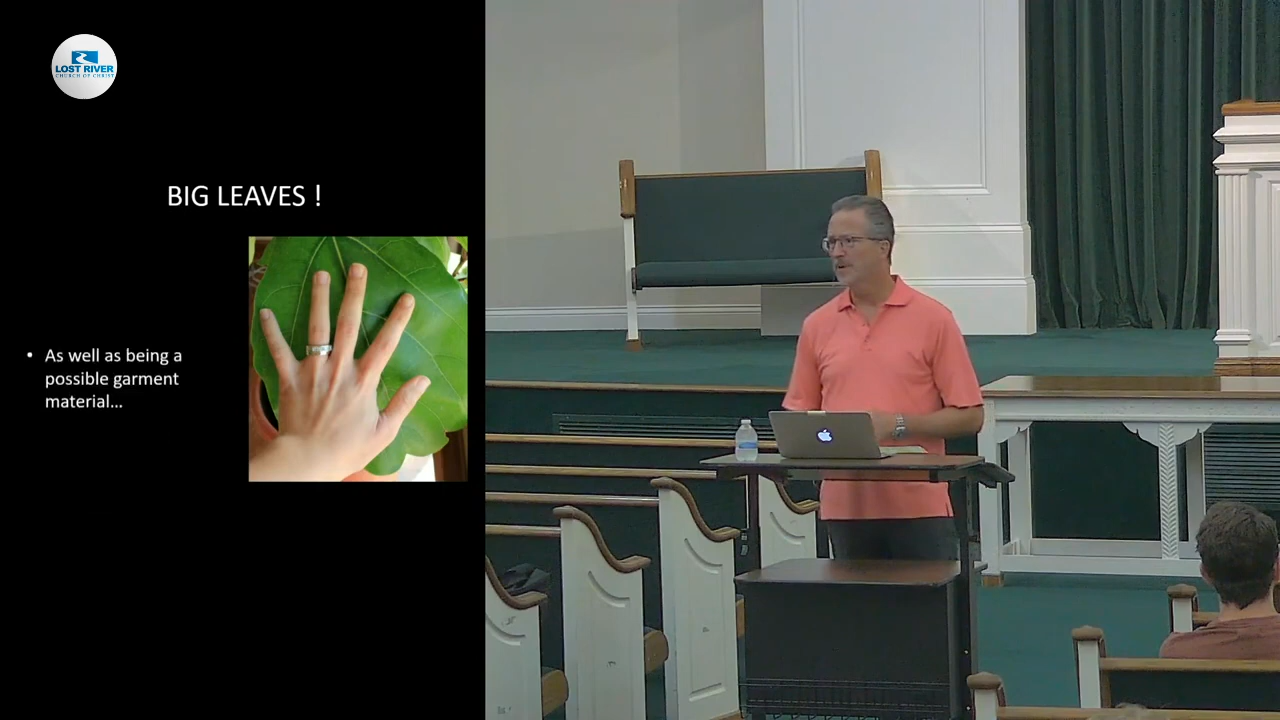 LOST RIVER
CHURCH OF CHRIST
BIG LEAVES !
• As well as being a
possible garment
material...